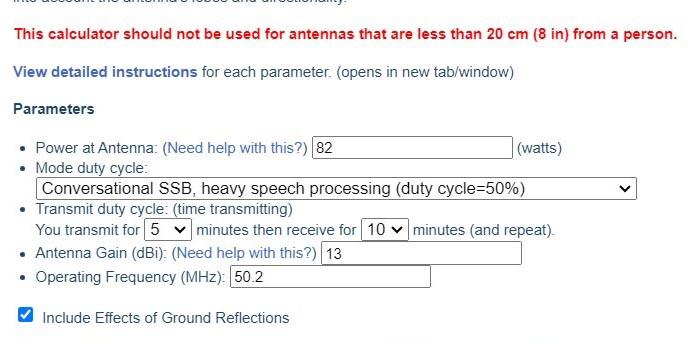 This calculator should not be used for antennas that are less than 20 cm (8 in) from a person.
View detailed instructions for each parameter. (opens in new tab/window)
Parameters
Power at Antenna: (Need help with this?) 82 (watts)
Mode duty cycle:
Conversational SSB, heavy speech processing (duty cycle=50%)
Transmit duty cycle: (time transmitting)
You transmit for 5 minutes then receive for 10 minutes (and repeat).
Antenna Gain (dBi): (Need help with this?) 13
Operating Frequency (MHz): 50.2
Include Effects of Ground Reflections